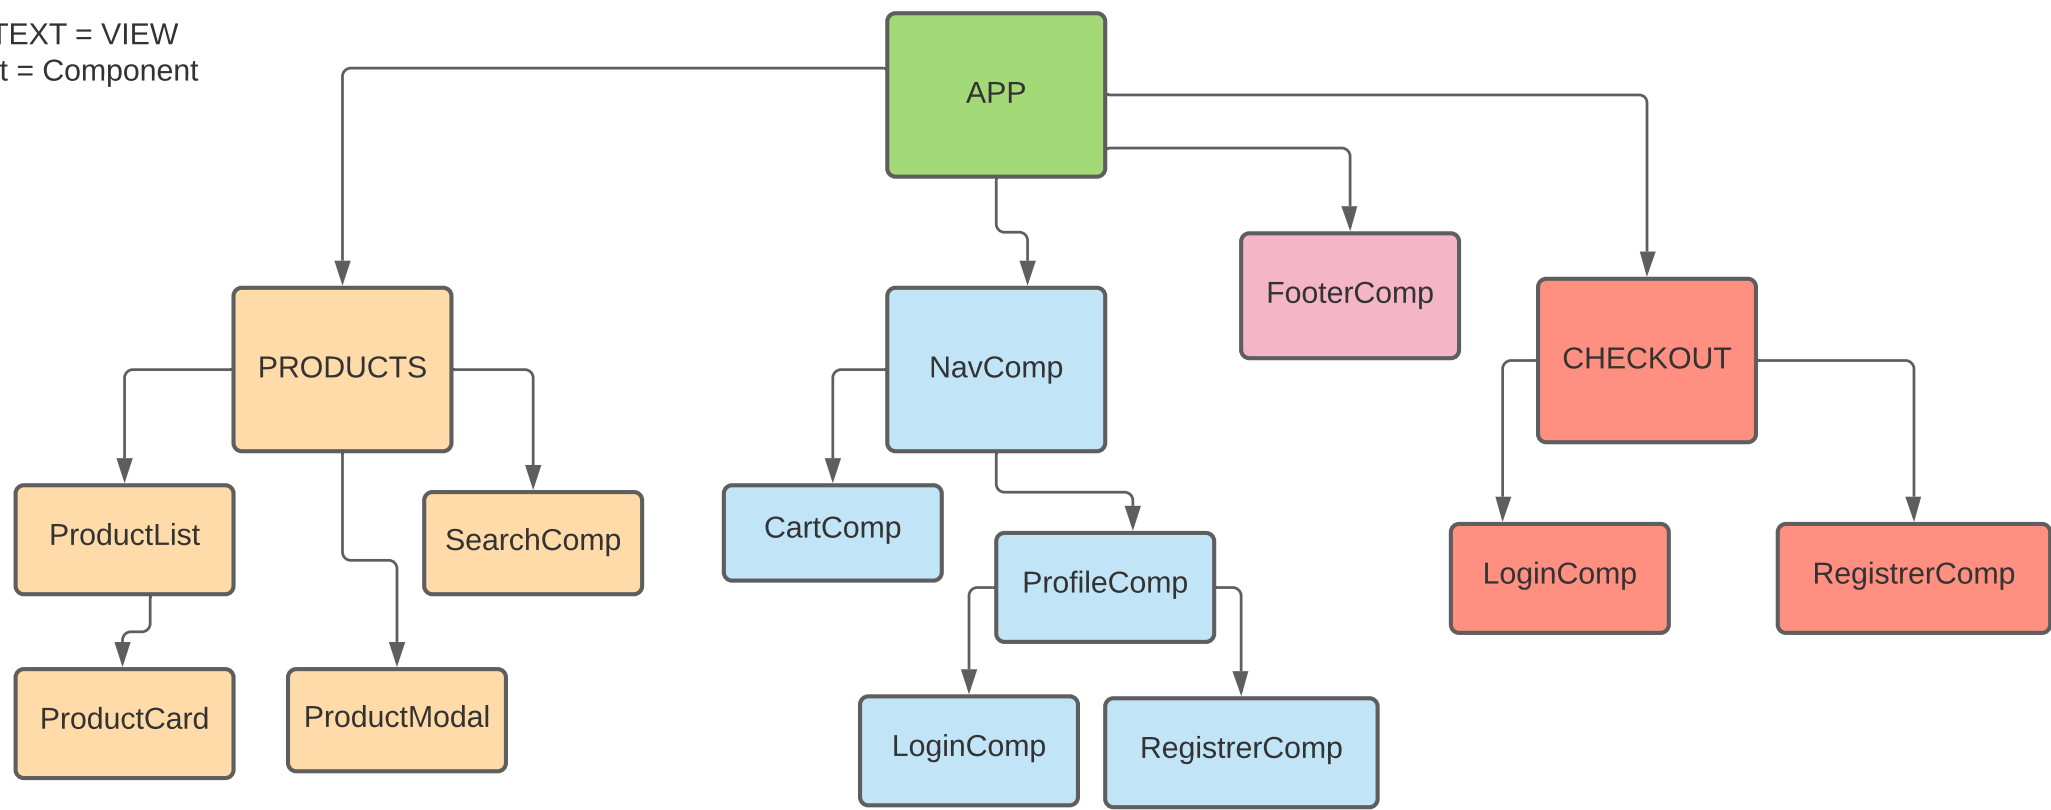 TEXT = VIEW
t = Component
APP
FooterComp
PRODUCTS
NavComp
CHECKOUT
ProductList
SearchComp
CartComp
ProfileComp
LoginComp
RegistrerComp
ProductCard
ProductModal
LoginComp
RegistrerComp